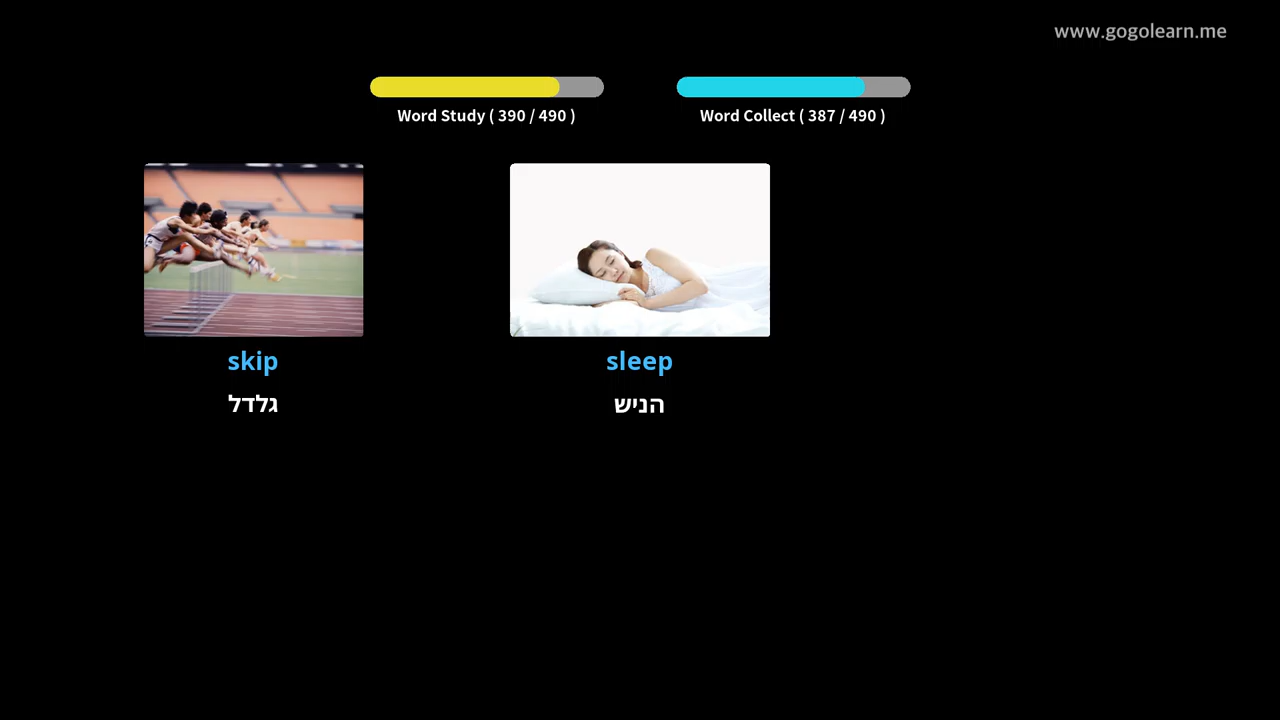 www.gogolearn.me
Word Study ( 390 / 490 )
Word Collect ( 387 / 490 )
skip
גלדל
sleep
הניש